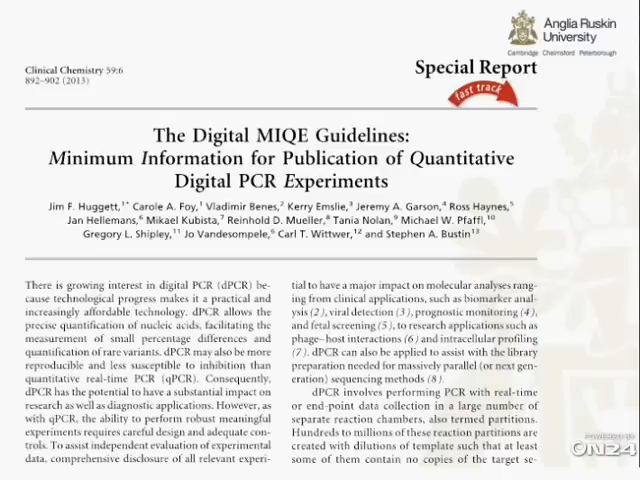 Anglia Ruskin
University
Cambridge Chelmsford Peterborough
Clinical Chemistry 59:6
892–902 (2013)
Special Report
fast track
The Digital MIQE Guidelines:
Minimum Information for Publication of Quantitative
Digital PCR Experiments
Jim F. Huggett,1* Carole A. Foy,1 Vladimir Benes,2 Kerry Emslie,3 Jeremy A. Garson,4 Ross Haynes,5
Jan Hellemans,6 Mikael Kubista,7 Reinhold D. Mueller,8 Tania Nolan,9 Michael W. Pfaffl,10
Gregory L. Shipley,11 Jo Vandesompele,6 Carl T. Wittwer,12 and Stephen A. Bustin13
There is growing interest in digital PCR (dPCR) be-
cause technological progress makes it a practical and
increasingly affordable technology. dPCR allows the
precise quantification of nucleic acids, facilitating the
measurement of small percentage differences and
quantification of rare variants. dPCR may also be more
reproducible and less susceptible to inhibition than
quantitative real-time PCR (qPCR). Consequently,
dPCR has the potential to have a substantial impact on
research as well as diagnostic applications. However, as
with qPCR, the ability to perform robust meaningful
experiments requires careful design and adequate con-
trols. To assist independent evaluation of experimental
data, comprehensive disclosure of all relevant experi-
tial to have a major impact on molecular analyses rang-
ing from clinical applications, such as biomarker anal-
ysis (2), viral detection (3), prognostic monitoring (4),
and fetal screening (5), to research applications such as
phage–host interactions (6) and intracellular profiling
(7). dPCR can also be applied to assist with the library
preparation needed for massively parallel (or next gen-
eration) sequencing methods (8).
dPCR involves performing PCR with real-time
or end-point data collection in a large number of
separate reaction chambers, also termed partitions.
Hundreds to millions of these reaction partitions are
created with dilutions of template such that at least
some of them contain no copies of the target se-
POWERED BY
ON24